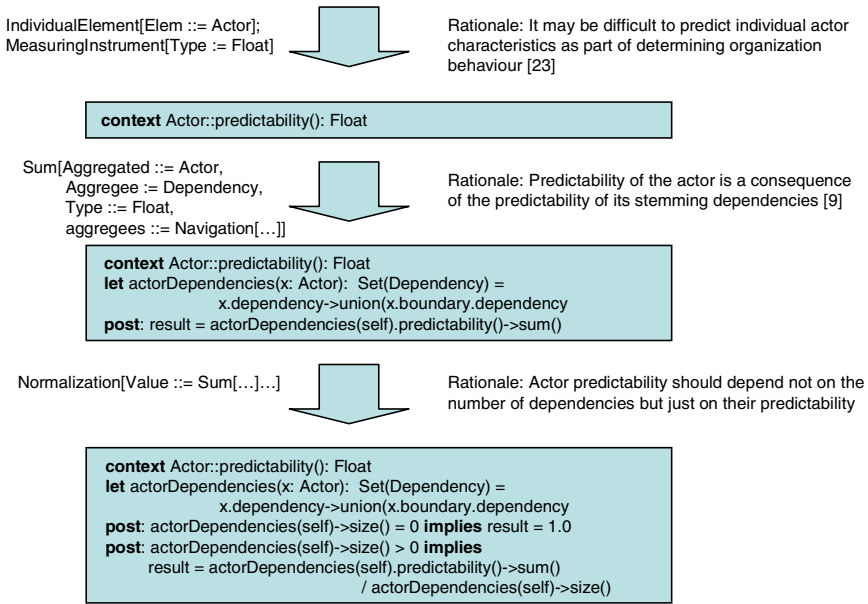 IndividualElement[Elem ::= Actor];
MeasuringInstrument[Type := Float]
Rationale: It may be difficult to predict individual actor
characteristics as part of determining organization
behaviour [23]
context Actor::predictability(): Float
Sum[Aggregated ::= Actor,
Aggregee := Dependency,
Type ::= Float,
aggregees ::= Navigation[…]]
Rationale: Predictability of the actor is a consequence
of the predictability of its stemming dependencies [9]
context Actor::predictability(): Float
let actorDependencies(x: Actor): Set(Dependency) =
x.dependency->union(x.boundary.dependency
post: result = actorDependencies(self).predictability()->sum()
Normalization[Value ::= Sum[…]…]
Rationale: Actor predictability should depend not on the
number of dependencies but just on their predictability
context Actor::predictability(): Float
let actorDependencies(x: Actor): Set(Dependency) =
x.dependency->union(x.boundary.dependency
post: actorDependencies(self)->size() = 0 implies result = 1.0
post: actorDependencies(self)->size() > 0 implies
result = actorDependencies(self).predictability()->sum()
/ actorDependencies(self)->size()